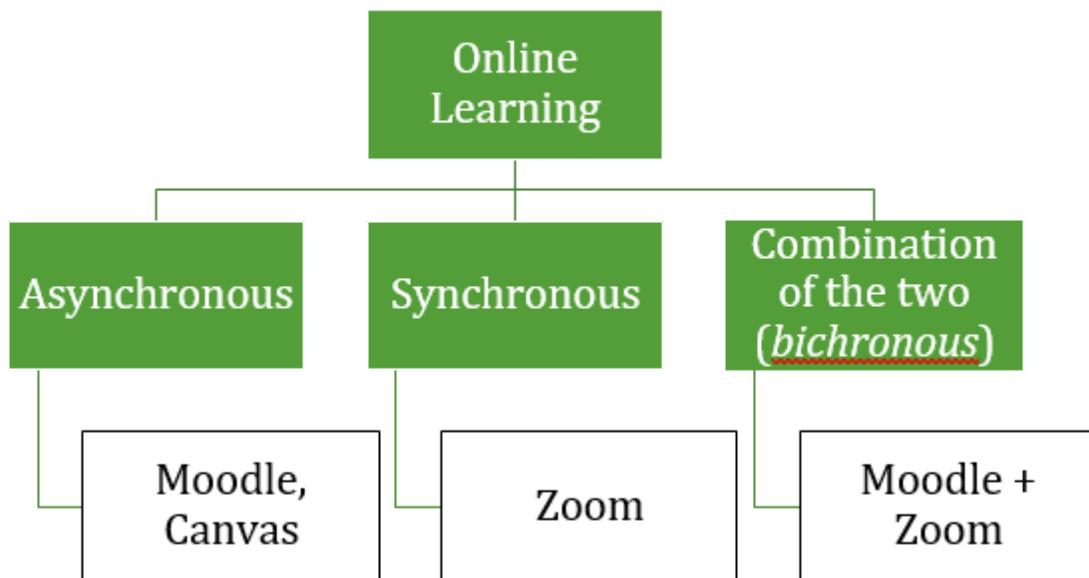 Online
Learning
Asynchronous
Synchronous
Combination
of the two
(bichronous)
Moodle,
Canvas
Zoom
Moodle +
Zoom